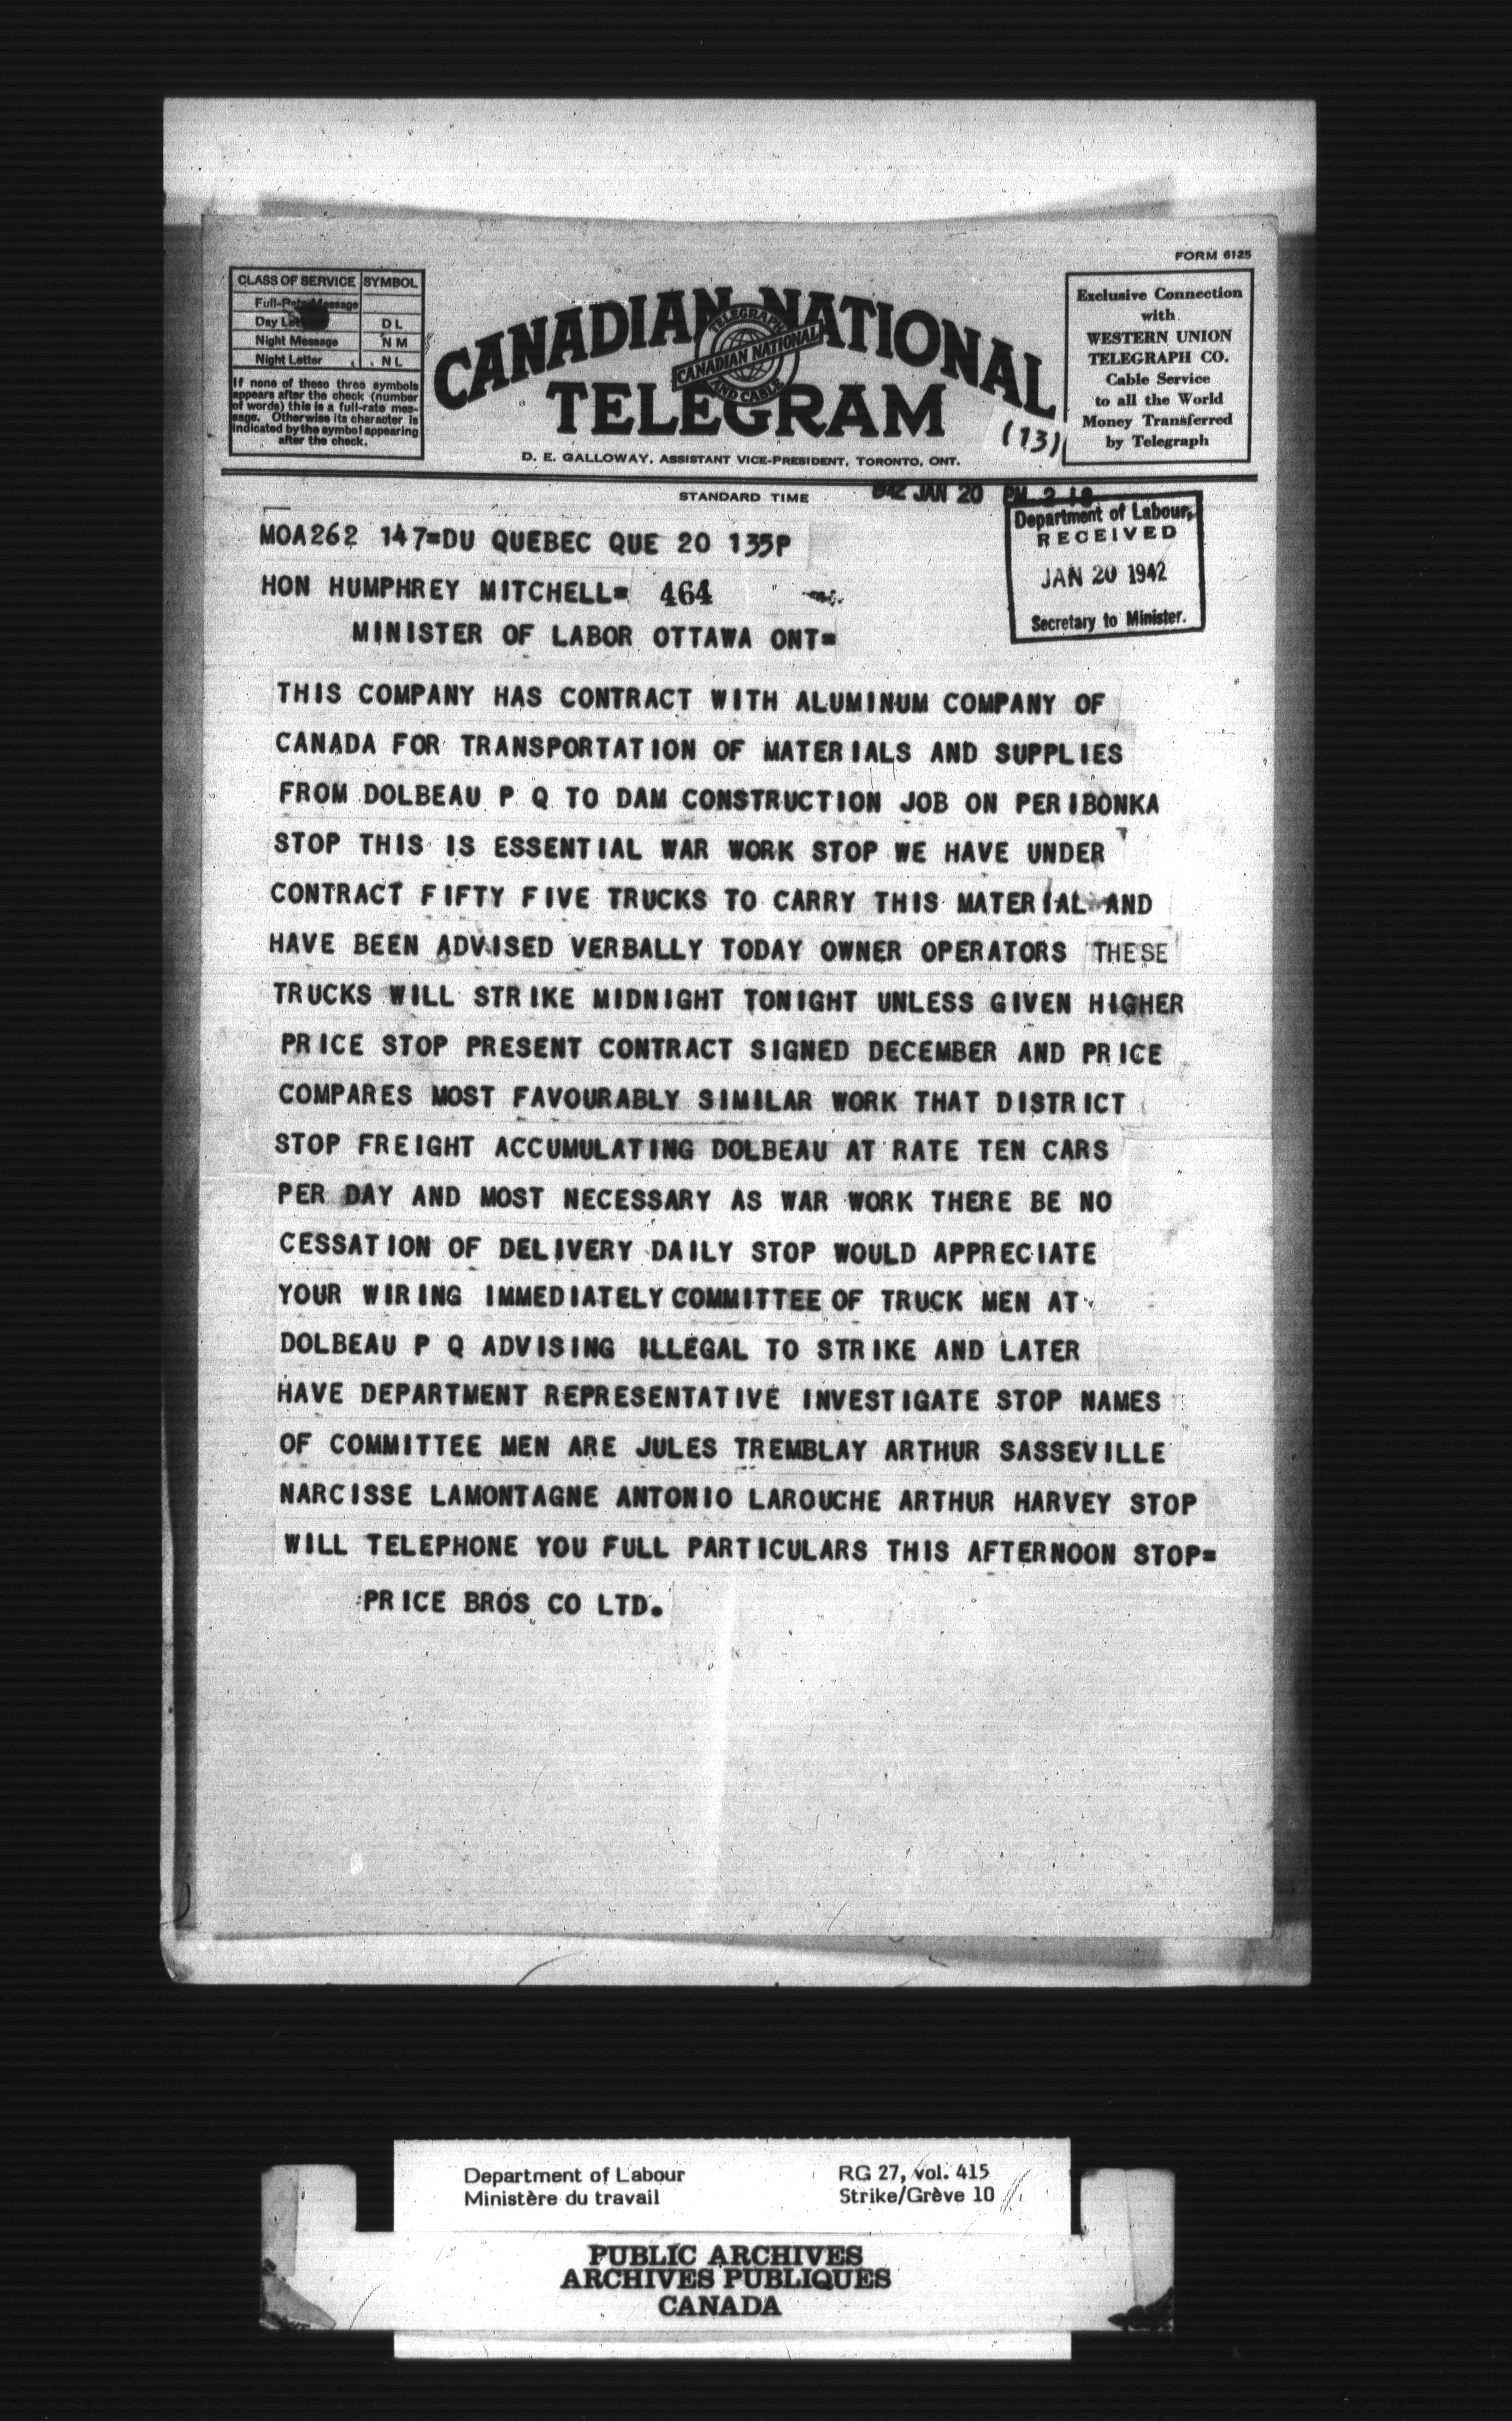 FORM 6125
CLASS OF SERVICE SYMBOL
Full-Rate Message
Day Let DL
Night Message NM
Night Letter NL
If none of these three symbols
appears after the check (number
of words) this is a full-rate mes-
sage. Otherwise its character is
indicated by the symbol appearing
after the check.
CANADIAN NATIONAL
TELEGRAPH
CANADIAN NATIONAL
AND CABLE
TELEGRAM
(13)
D. E. GALLOWAY, ASSISTANT VICE-PRESIDENT, TORONTO, ONT.
Exclusive Connection
with
WESTERN UNION
TELEGRAPH CO.
Cable Service
to all the World
Money Transferred
by Telegraph
STANDARD TIME
942 JAN 20 PM 2 18
Department of Labour,
RECEIVED
JAN 20 1942
Secretary to Minister.
MOA262 147=DU QUEBEC QUE 20 135P
HON HUMPHREY MITCHELL= 464
MINISTER OF LABOR OTTAWA ONT=
THIS COMPANY HAS CONTRACT WITH ALUMINUM COMPANY OF
CANADA FOR TRANSPORTATION OF MATERIALS AND SUPPLIES
FROM DOLBEAU P Q TO DAM CONSTRUCTION JOB ON PERIBONKA
STOP THIS IS ESSENTIAL WAR WORK STOP WE HAVE UNDER
CONTRACT FIFTY FIVE TRUCKS TO CARRY THIS MATERIAL AND
HAVE BEEN ADVISED VERBALLY TODAY OWNER OPERATORS THESE
TRUCKS WILL STRIKE MIDNIGHT TONIGHT UNLESS GIVEN HIGHER
PRICE STOP PRESENT CONTRACT SIGNED DECEMBER AND PRICE
COMPARES MOST FAVOURABLY SIMILAR WORK THAT DISTRICT
STOP FREIGHT ACCUMULATING DOLBEAU AT RATE TEN CARS
PER DAY AND MOST NECESSARY AS WAR WORK THERE BE NO
CESSATION OF DELIVERY DAILY STOP WOULD APPRECIATE
YOUR WIRING IMMEDIATELY COMMITTEE OF TRUCK MEN AT
DOLBEAU P Q ADVISING ILLEGAL TO STRIKE AND LATER
HAVE DEPARTMENT REPRESENTATIVE INVESTIGATE STOP NAMES
OF COMMITTEE MEN ARE JULES TREMBLAY ARTHUR SASSEVILLE
NARCISSE LAMONTAGNE ANTONIO LAROUCHE ARTHUR HARVEY STOP
WILL TELEPHONE YOU FULL PARTICULARS THIS AFTERNOON STOP=
PRICE BROS CO LTD.
Department of Labour
Ministère du travail
RG 27, vol. 415
Strike/Grève 10
PUBLIC ARCHIVES
ARCHIVES PUBLIQUES
CANADA